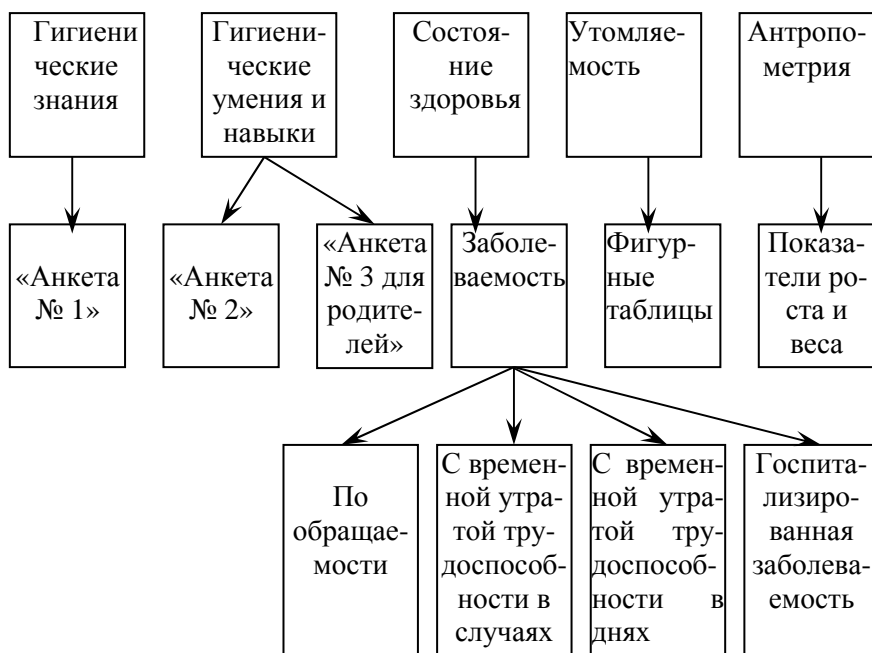 Гигиени
ческие
знания
Гигиени-
ческие
умения и
навыки
Состоя-
ние
здоровья
Утомляе-
мость
Антропо-
метрия
«Анкета
№ 1»
«Анкета
№ 2»
«Анкета
№ 3 для
родите-
лей»
Заболе-
ваемость
Фигур-
ные
таблицы
Показа-
тели ро-
ста и
веса
По
обращае-
мости
С времен-
ной утра-
той тру-
доспособ-
ности в
случаях
С времен-
ной утра-
той тру-
доспособ-
ности в
днях
Госпита-
лизиро-
ванная
заболева-
емость